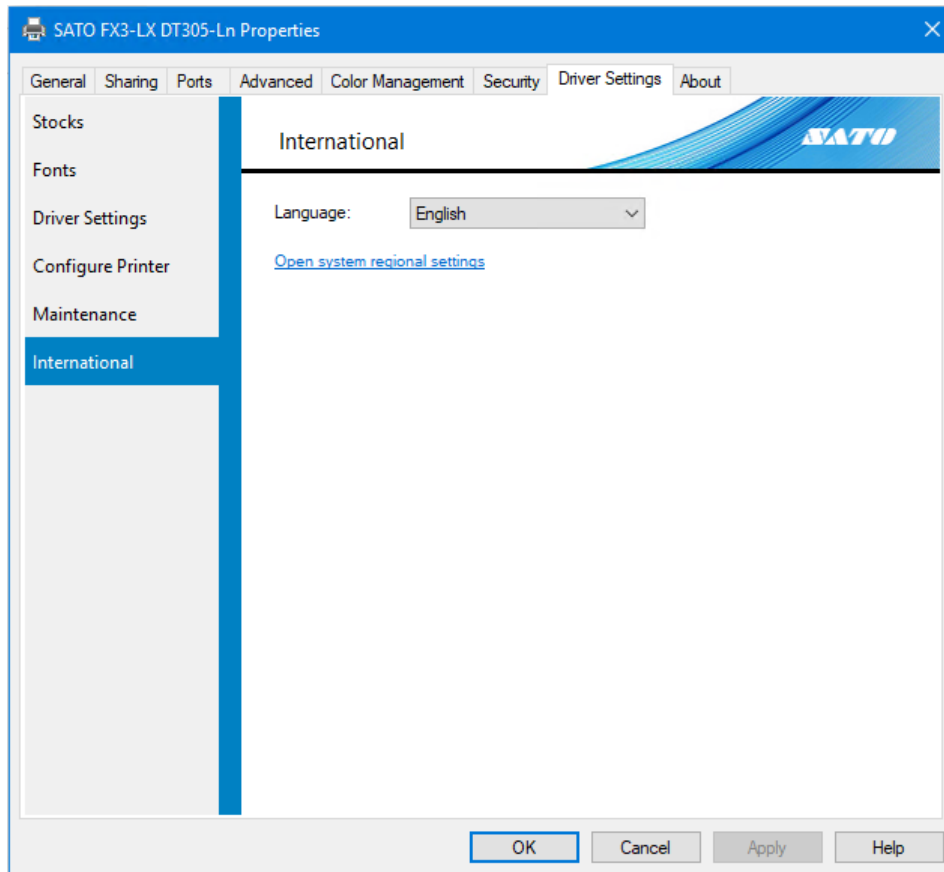 SATO FX3-LX DT305-Ln Properties
General Sharing Ports Advanced Color Management Security Driver Settings About
Stocks
Fonts
Driver Settings
Configure Printer
Maintenance
International
International
SATO
Language: English
Open system regional settings
OK Cancel Apply Help